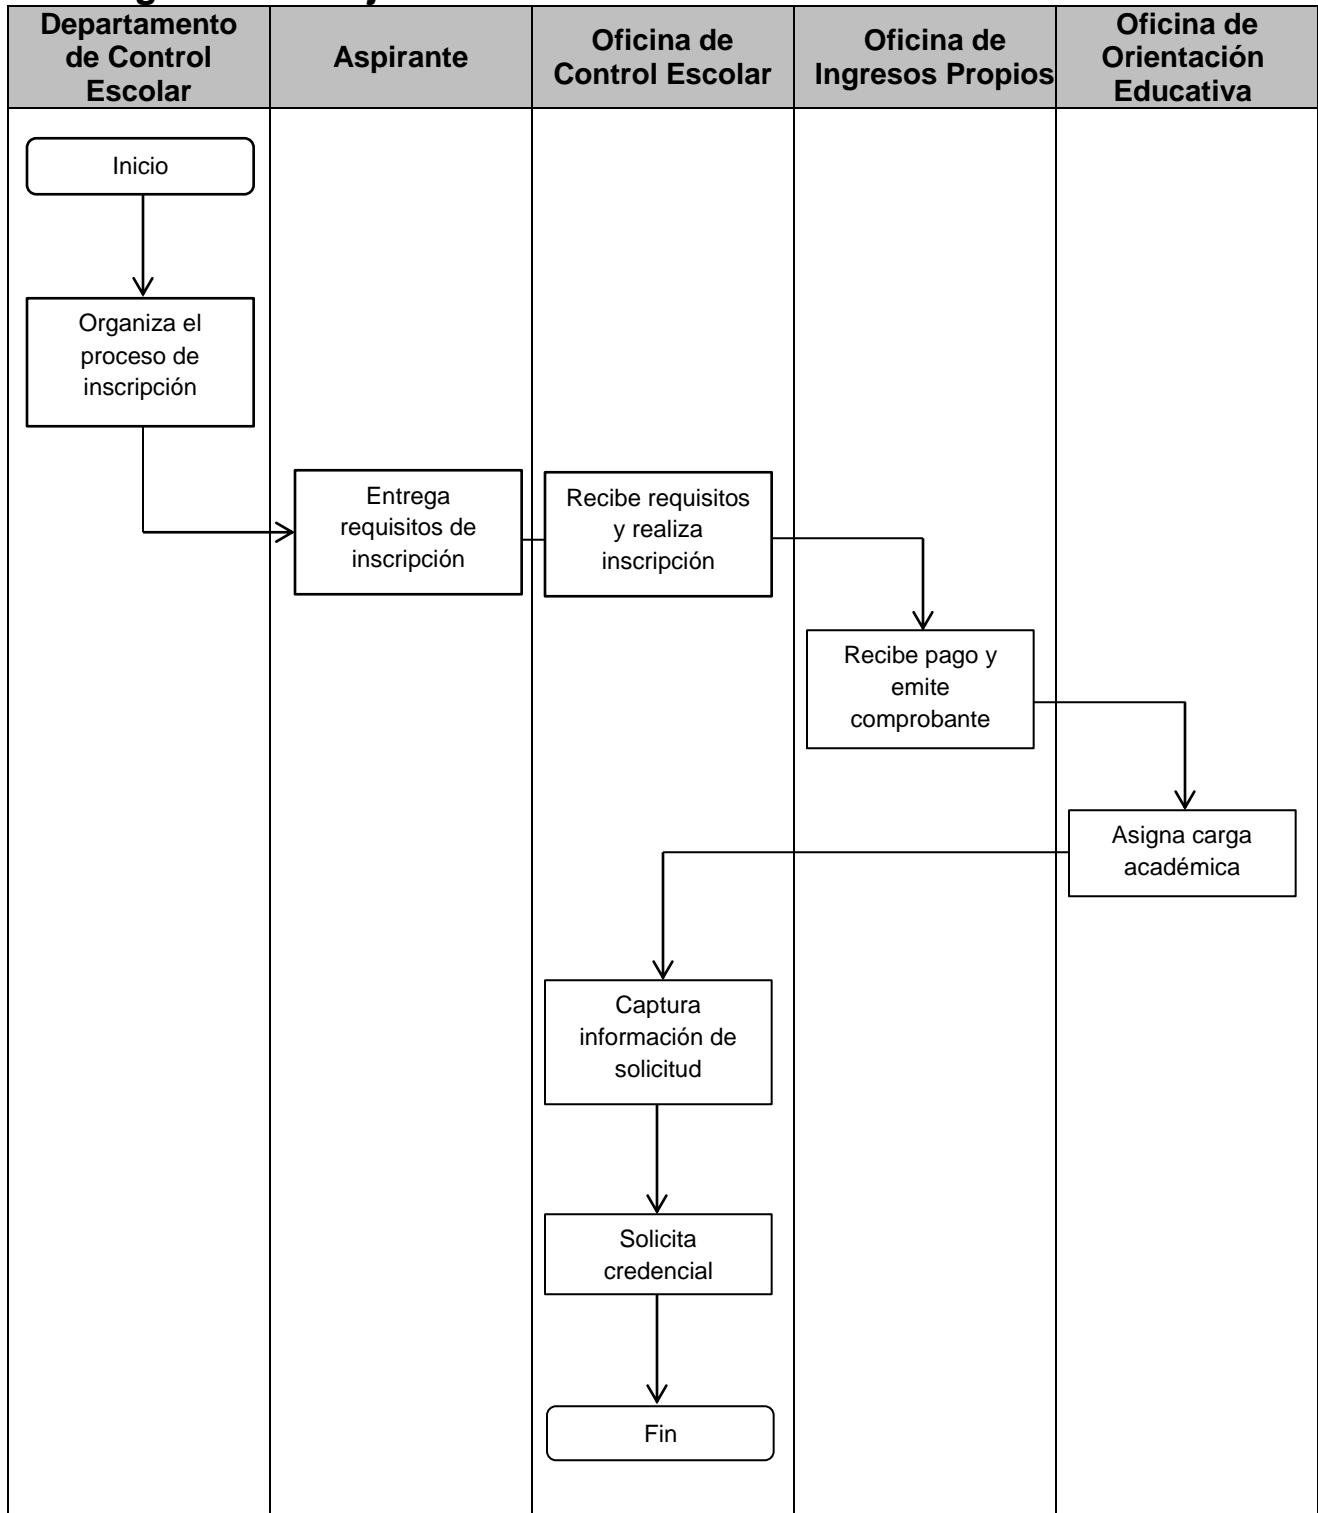 Departamento
de Control
Escolar
Aspirante
Oficina de
Control Escolar
Oficina de
Ingresos Propios
Oficina de
Orientación
Educativa
Inicio
Organiza el
proceso de
inscripción
Entrega
requisitos de
inscripción
Recibe requisitos
y realiza
inscripción
Recibe pago y
emite
comprobante
Asigna carga
académica
Captura
información de
solicitud
Solicita
credencial
Fin